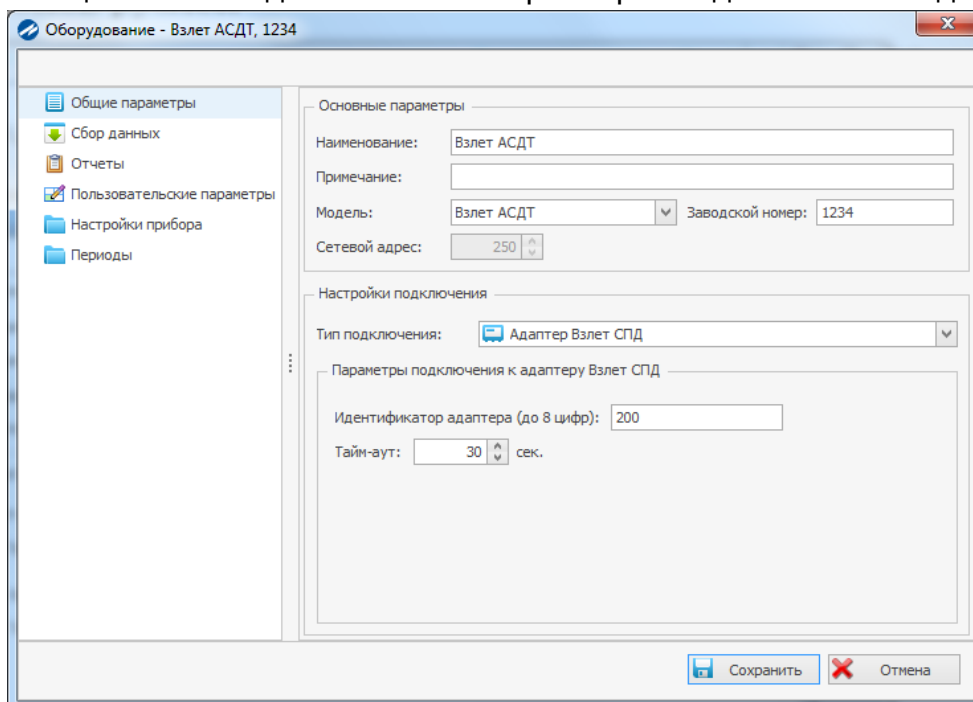 Оборудование - Взлет АСДТ, 1234
Общие параметры
Сбор данных
Отчеты
Пользовательские параметры
Настройки прибора
Периоды
Основные параметры
Наименование: Взлет АСДТ
Примечание:
Модель: Взлет АСДТ Заводской номер: 1234
Сетевой адрес: 250
Настройки подключения
Тип подключения: Адаптер Взлет СПД
Параметры подключения к адаптеру Взлет СПД
Идентификатор адаптера (до 8 цифр): 200
Тайм-аут: 30 сек.
Сохранить Отмена